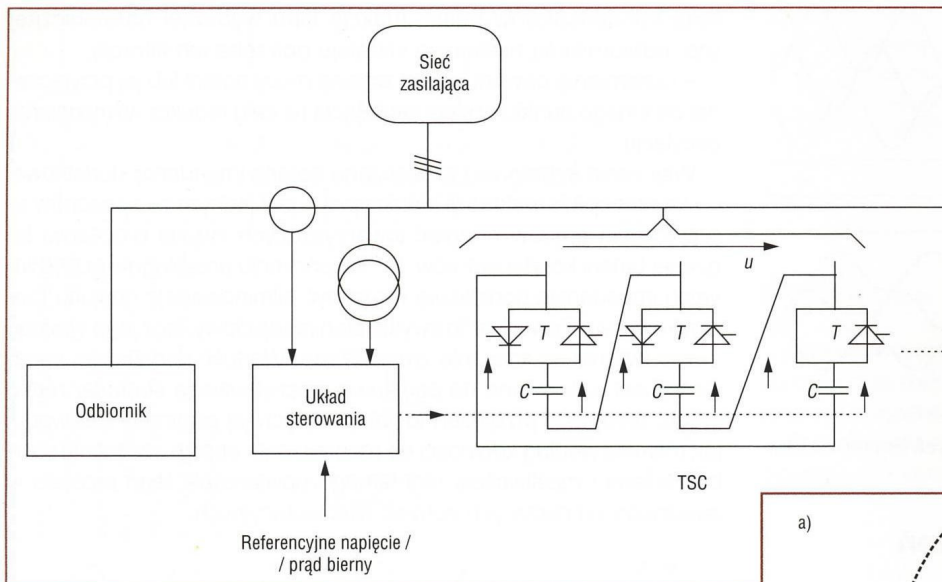 Sieć
zasilająca
u
T
T
T
C
C
C
Odbiornik
Układ
sterowania
TSC
Referencyjne napięcie /
/ prąd bierny
a)